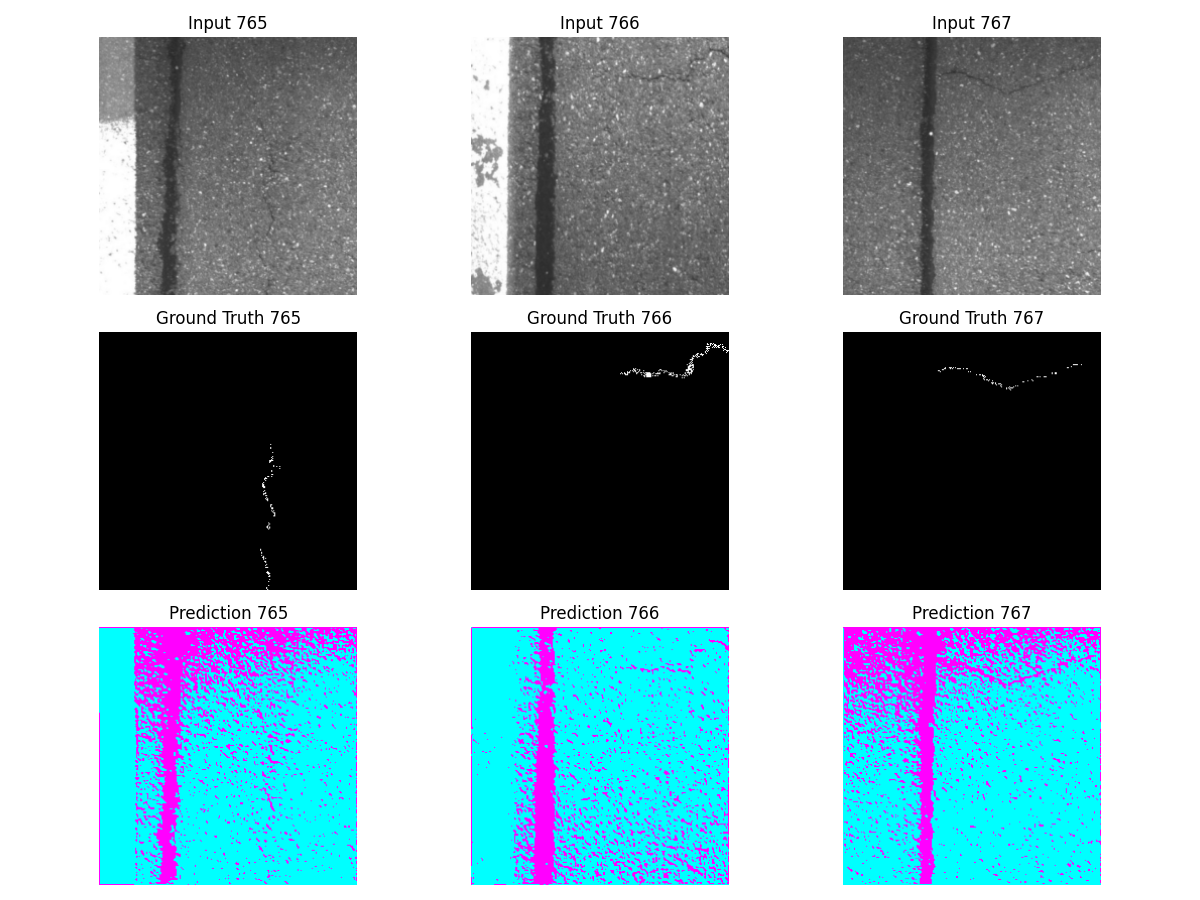 Input 765
Input 766
Input 767
Ground Truth 765
Ground Truth 766
Ground Truth 767
Prediction 765
Prediction 766
Prediction 767